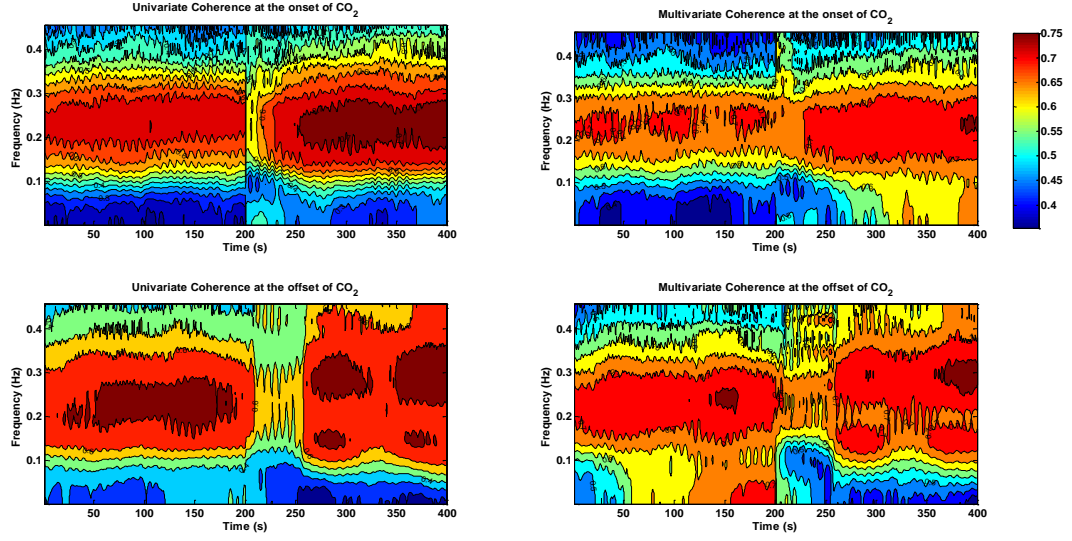 Univariate Coherence at the onset of CO2
Frequency (Hz)
0.4
0.3
0.2
0.1
50 100 150 200 250 300 350 400
Time (s)
Multivariate Coherence at the onset of CO2
Frequency (Hz)
0.4
0.3
0.2
0.1
50 100 150 200 250 300 350 400
Time (s)
0.75
0.7
0.65
0.6
0.55
0.5
0.45
0.4
Univariate Coherence at the offset of CO2
Frequency (Hz)
0.4
0.3
0.2
0.1
50 100 150 200 250 300 350 400
Time (s)
Multivariate Coherence at the offset of CO2
Frequency (Hz)
0.4
0.3
0.2
0.1
50 100 150 200 250 300 350 400
Time (s)